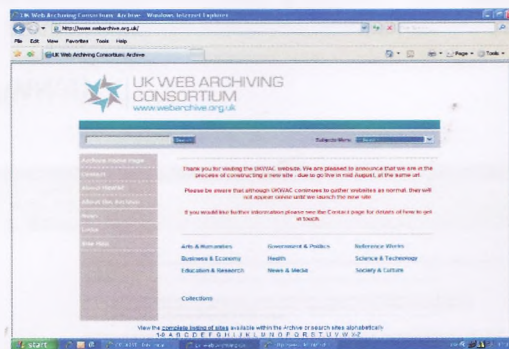 UK Web Archiving Consortium: Archive - Windows Internet Explorer
http://www.webarchive.org.uk/
File Edit View Favorites Tools Help
UK Web Archiving Consortium: Archive
Page Tools
UK WEB ARCHIVING
CONSORTIUM
www.webarchive.org.uk
Archive Home Page
Contact
About the Archive
News
Links
Site Map
Thank you for visiting the UKWAC website. We are pleased to announce that we are in the
process of constructing a new site - due to go live in mid August, at the same url.
Please be aware that although UKWAC continues to gather websites as normal, they will
not appear online until we launch the new site.
If you would like further information please see the Contact page for details of how to get
in touch.
Arts & Humanities Government & Politics Reference Works
Business & Economy Health Science & Technology
Education & Research News & Media Society & Culture
Collections
View the complete listing of sites available within the Archive or search sites alphabetically
1-9 A B C D E F G H I J K L M N O P Q R S T U V W X-Z
start